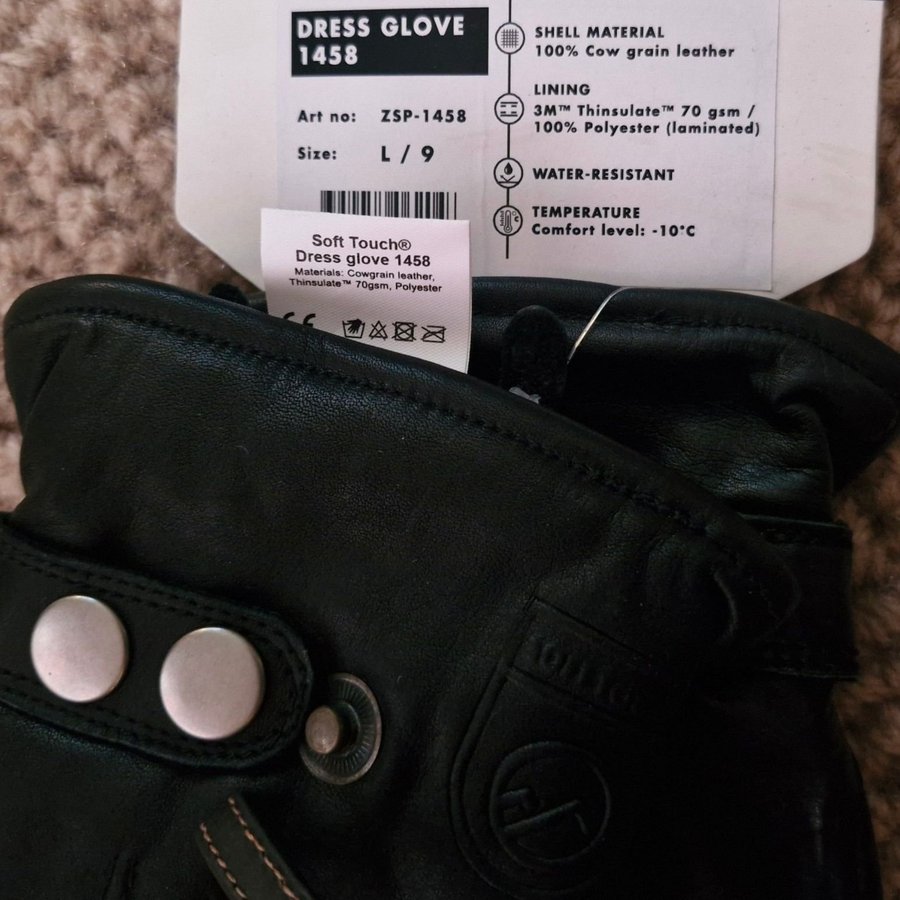 DRESS GLOVE
1458
Art no: ZSP-1458
Size: L / 9
SHELL MATERIAL
100% Cow grain leather
LINING
3M™ Thinsulate™ 70 gsm /
100% Polyester (laminated)
WATER-RESISTANT
TEMPERATURE
Comfort level: -10°C
Soft Touch®
Dress glove 1458
Materials: Cowgrain leather,
Thinsulate™ 70gsm, Polyester
CE